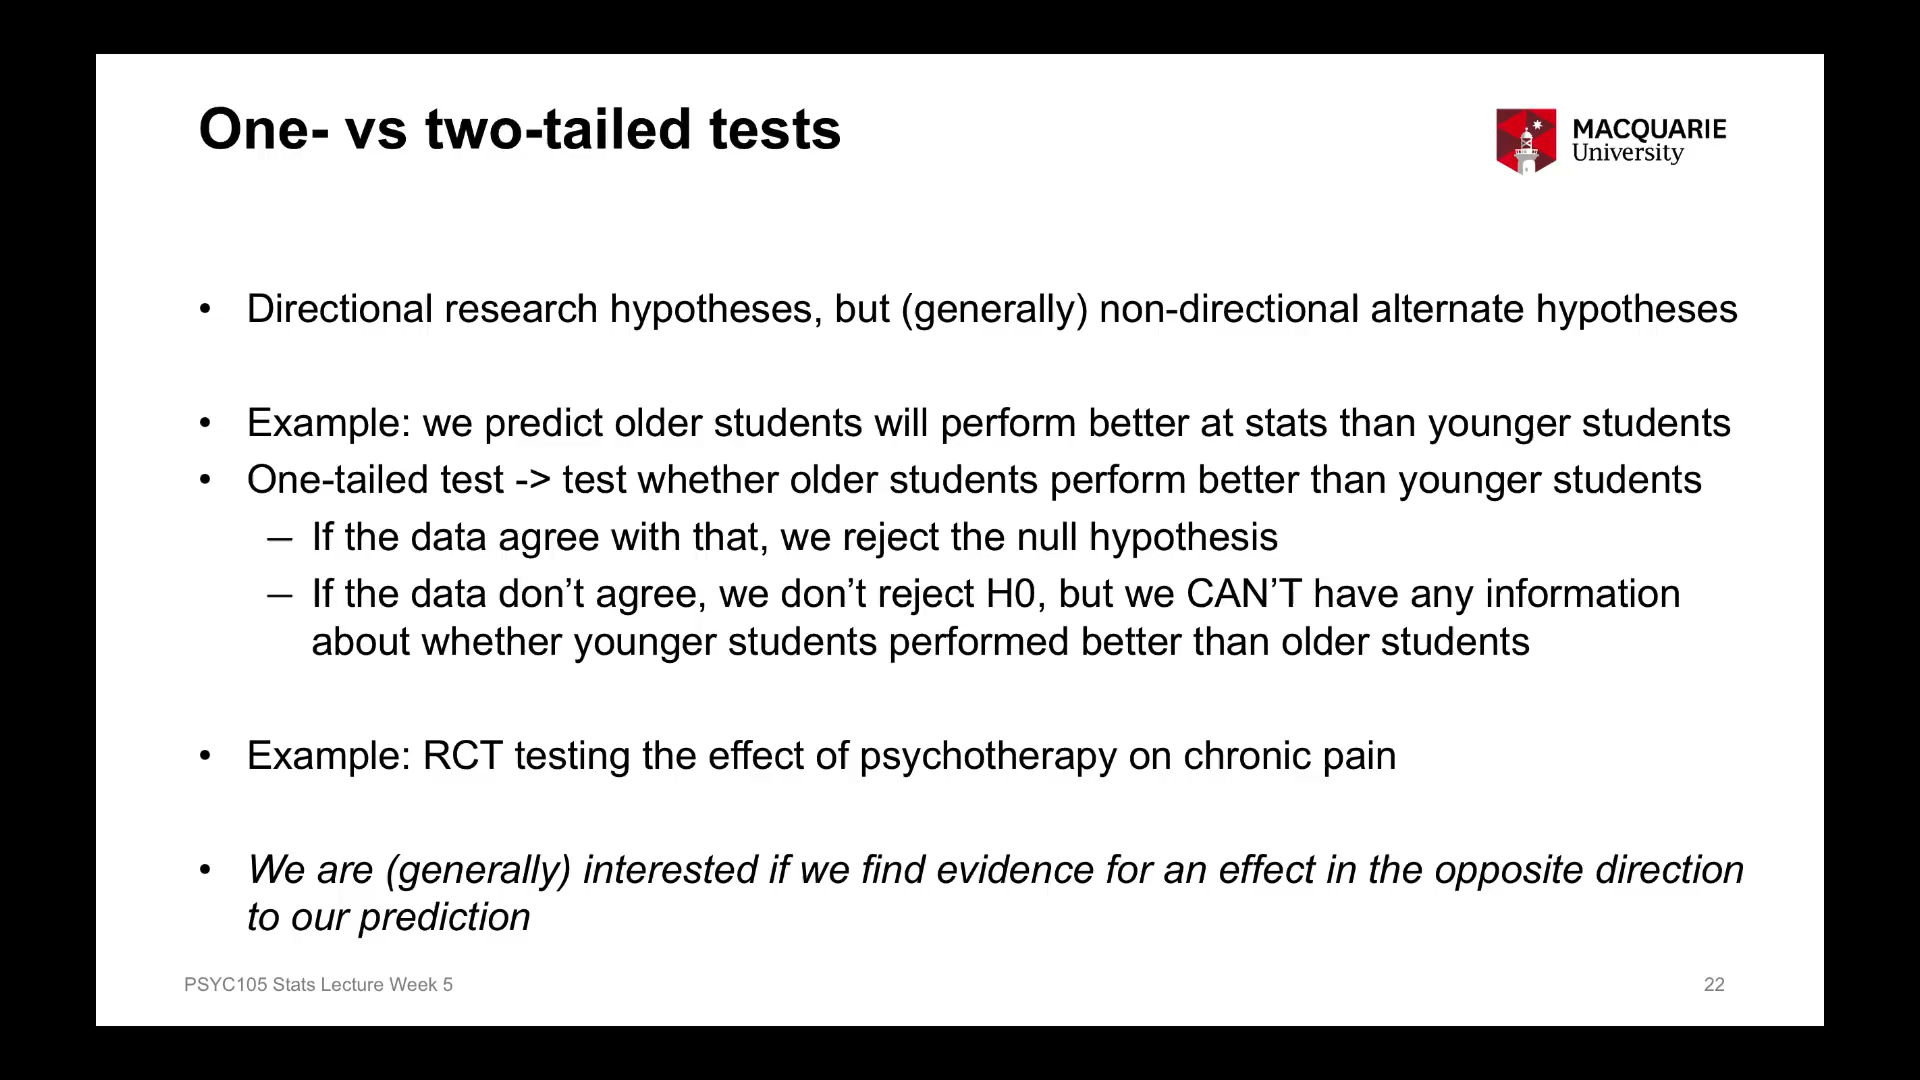 One- vs two-tailed tests
MACQUARIE
University
• Directional research hypotheses, but (generally) non-directional alternate hypotheses
• Example: we predict older students will perform better at stats than younger students
• One-tailed test -> test whether older students perform better than younger students
— If the data agree with that, we reject the null hypothesis
— If the data don’t agree, we don’t reject H0, but we CAN’T have any information
about whether younger students performed better than older students
• Example: RCT testing the effect of psychotherapy on chronic pain
• We are (generally) interested if we find evidence for an effect in the opposite direction
to our prediction
PSYC105 Stats Lecture Week 5
22